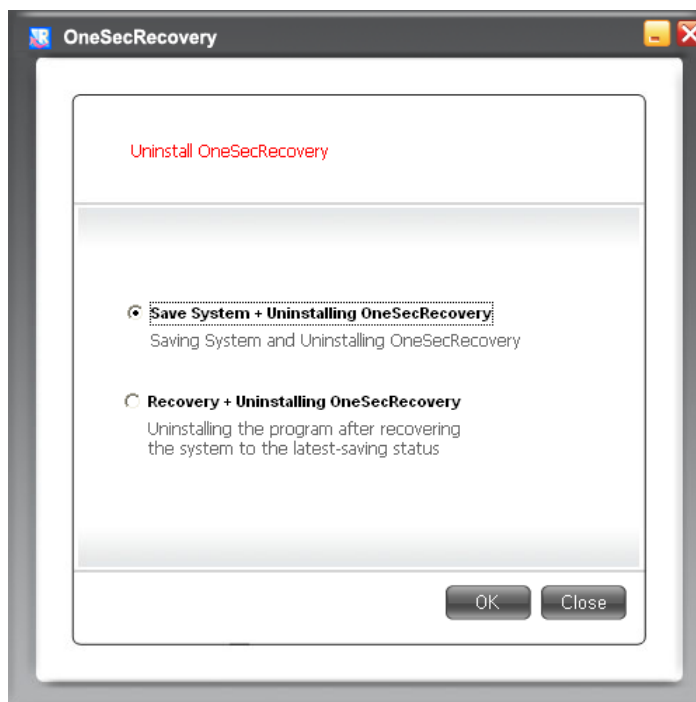 OneSecRecovery
Uninstall OneSecRecovery
Save System + Uninstalling OneSecRecovery
Saving System and Uninstalling OneSecRecovery
Recovery + Uninstalling OneSecRecovery
Uninstalling the program after recovering
the system to the latest-saving status
OK Close